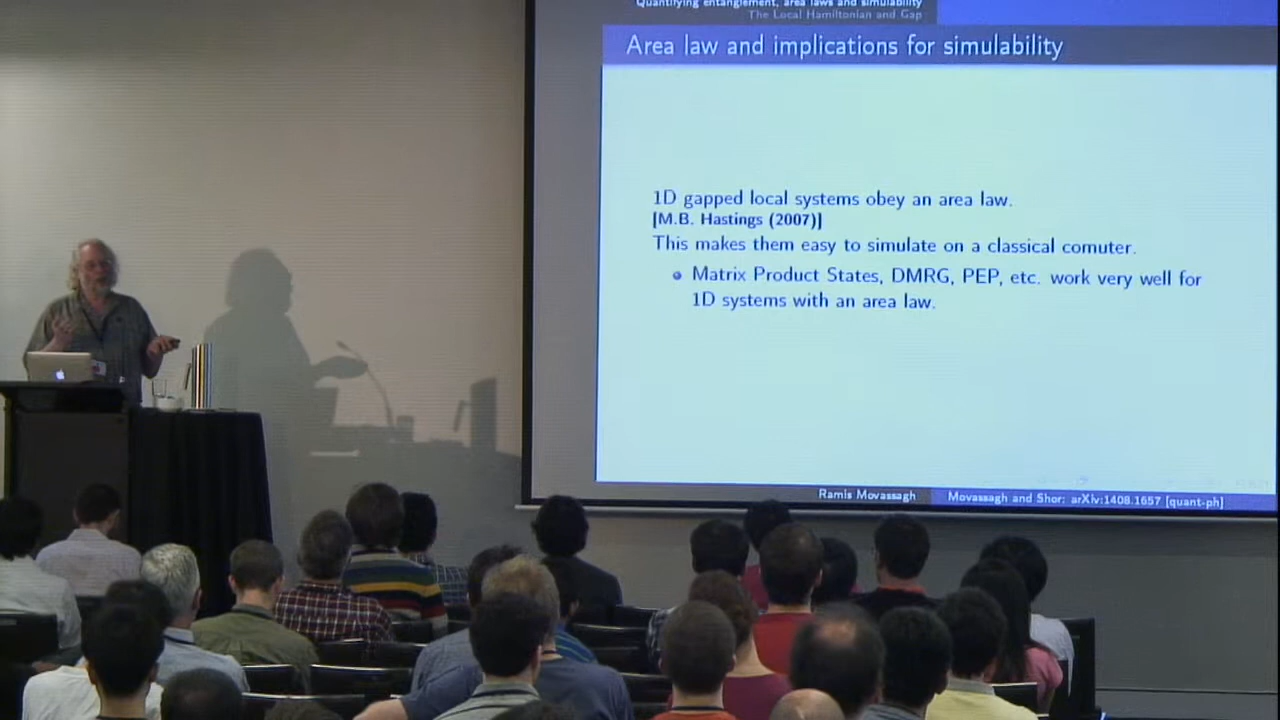 Quantifying entanglement, area laws and simulability
The Local Hamiltonian and Gap
Area law and implications for simulability
1D gapped local systems obey an area law.
[M.B. Hastings (2007)]
This makes them easy to simulate on a classical comuter.
Matrix Product States, DMRG, PEP, etc. work very well for
1D systems with an area law.
Ramis Movassagh
Movassagh and Shor: arXiv:1408.1657 [quant-ph]